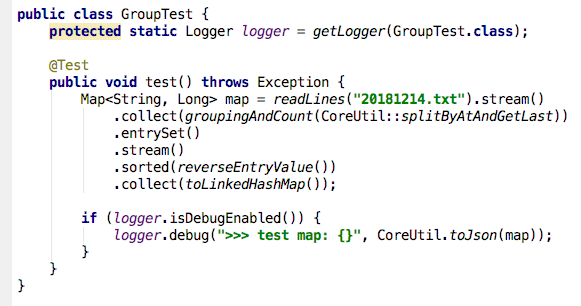 public class GroupTest {
    protected static Logger logger = getLogger(GroupTest.class);

    @Test
    public void test() throws Exception {
        Map<String, Long> map = readLines("20181214.txt").stream()
            .collect(groupingAndCount(CoreUtil::splitByAtAndGetLast))
            .entrySet()
            .stream()
            .sorted(reverseEntryValue())
            .collect(toLinkedHashMap());

        if (logger.isDebugEnabled()) {
            logger.debug(">>> test map: {}", CoreUtil.toJson(map));
        }
    }
}